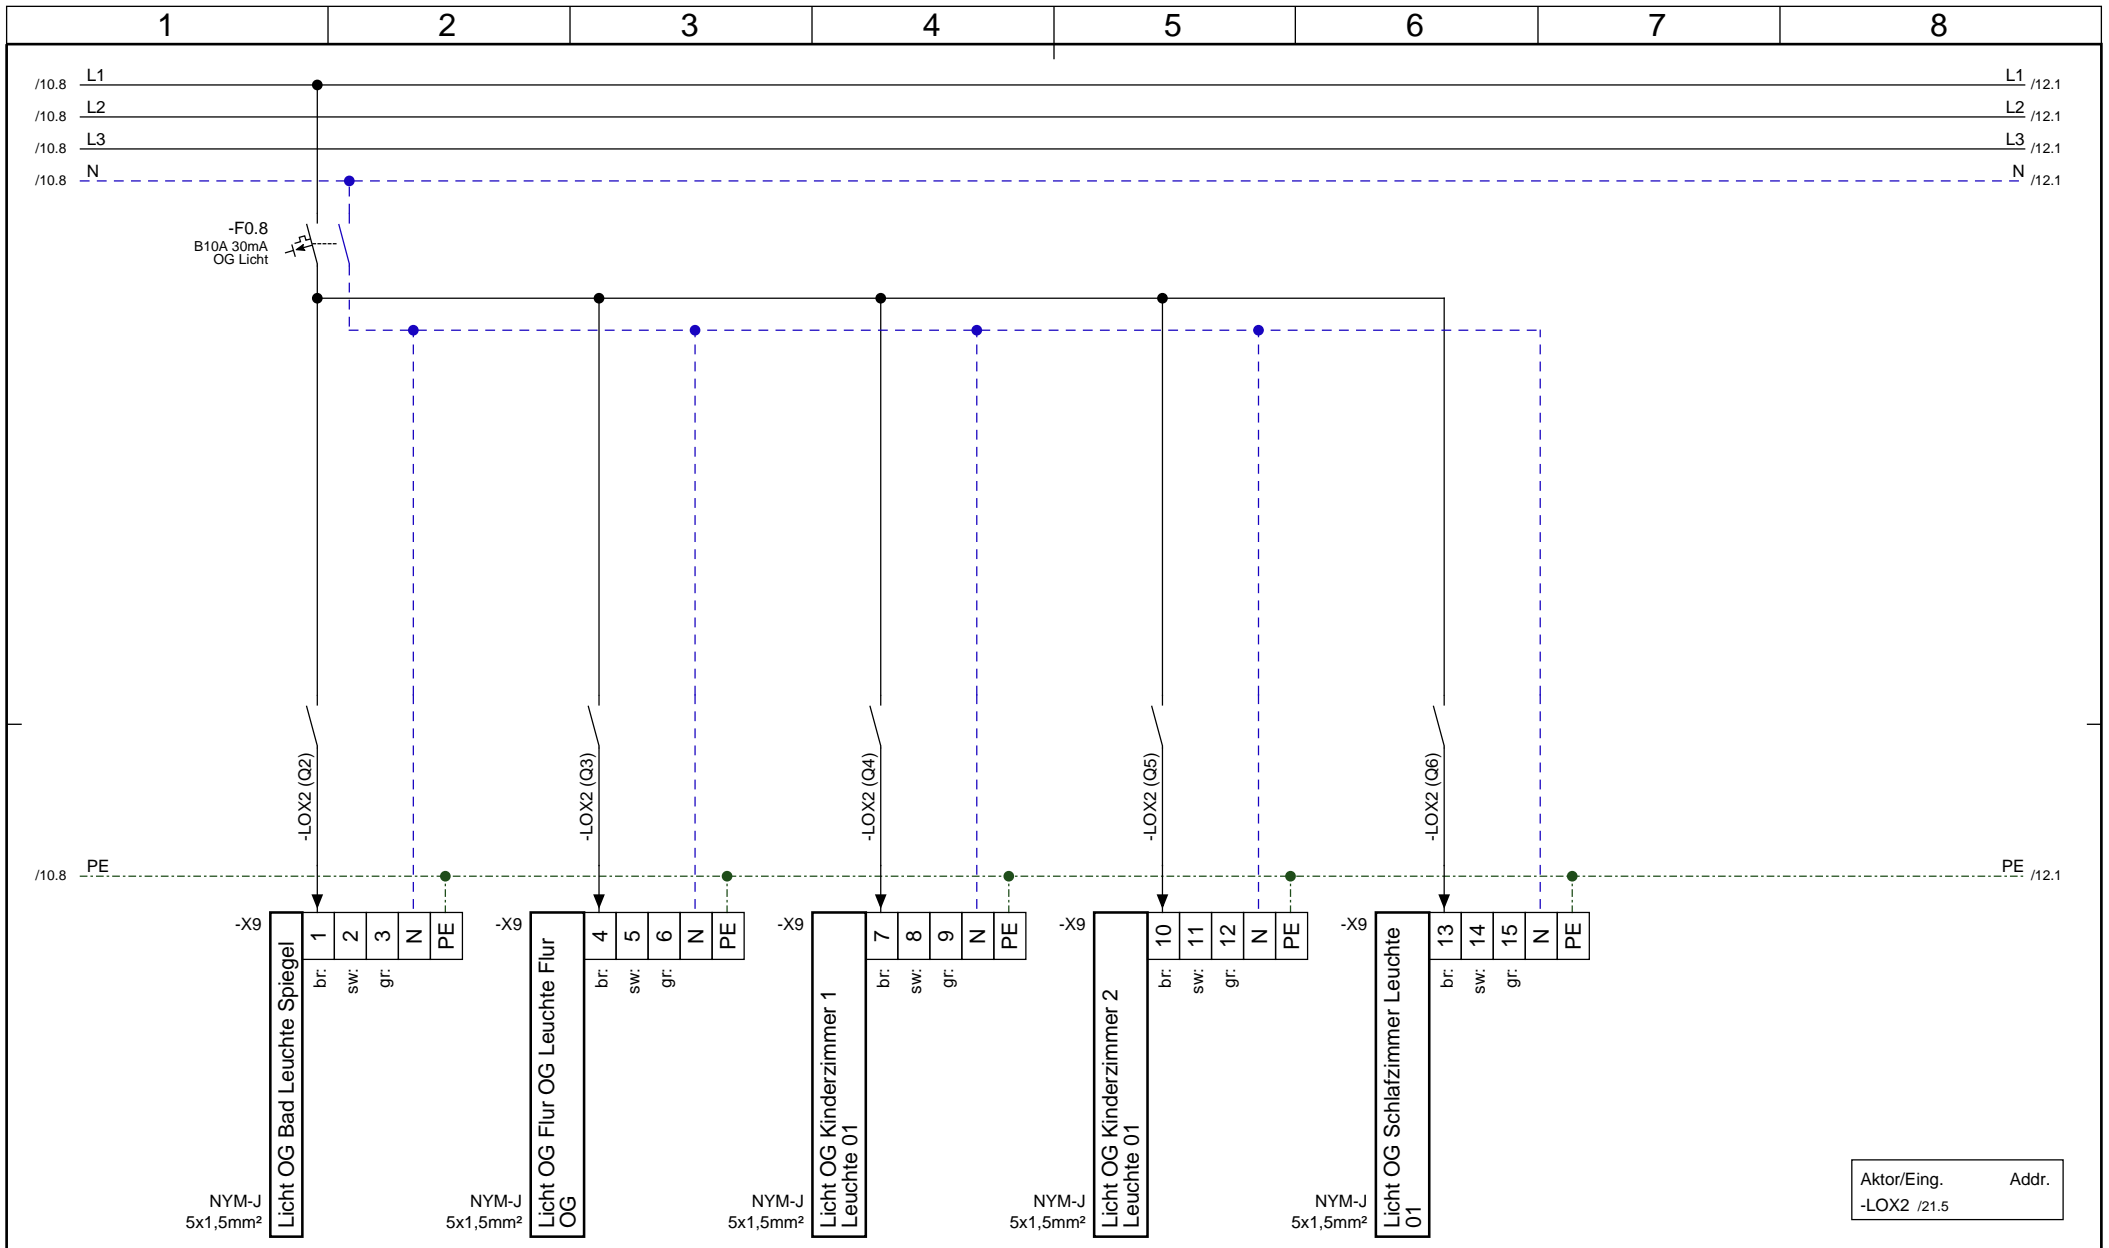 1 2 3 4 5 6 7 8
/10.8 L1 L1 /12.1
/10.8 L2 L2 /12.1
/10.8 L3 L3 /12.1
/10.8 N N /12.1
-F0.8
B10A 30mA
OG Licht
-LOX2 (Q2)
-LOX2 (Q3)
-LOX2 (Q4)
-LOX2 (Q5)
-LOX2 (Q6)
/10.8 PE PE /12.1
-X9
Licht OG Bad Leuchte Spiegel
1 2 3 N PE
br: sw: gr:
NYM-J
5x1,5mm²
-X9
Licht OG Flur OG Leuchte Flur
OG
4 5 6 N PE
br: sw: gr:
NYM-J
5x1,5mm²
-X9
Licht OG Kinderzimmer 1
Leuchte 01
7 8 9 N PE
br: sw: gr:
NYM-J
5x1,5mm²
-X9
Licht OG Kinderzimmer 2
Leuchte 01
10 11 12 N PE
br: sw: gr:
NYM-J
5x1,5mm²
-X9
Licht OG Schlafzimmer Leuchte
01
13 14 15 N PE
br: sw: gr:
NYM-J
5x1,5mm²
Aktor/Eing. Addr.
-LOX2 /21.5